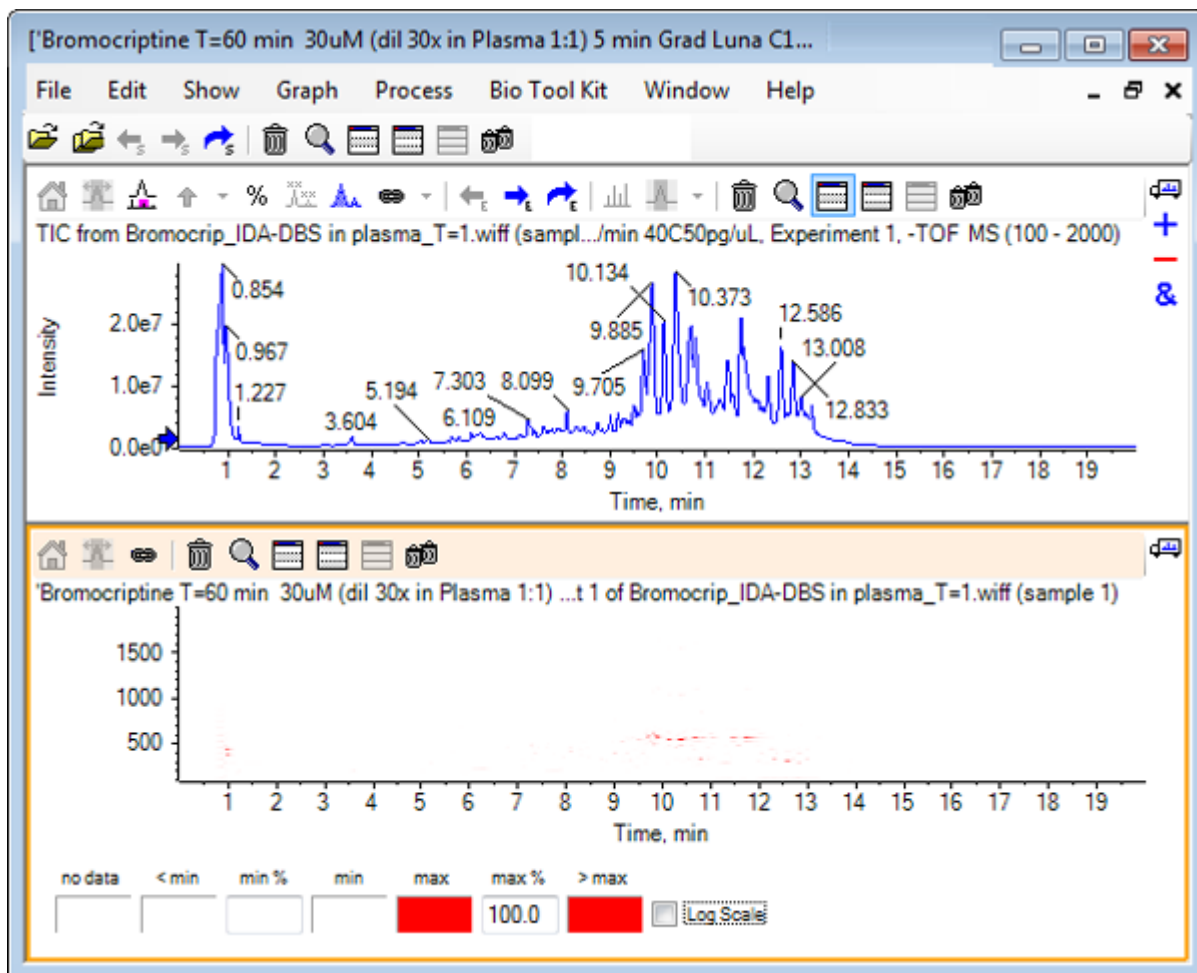 ['Bromocriptine T=60 min  30uM (dil 30x in Plasma 1:1) 5 min Grad Luna C1...
File Edit Show Graph Process Bio Tool Kit Window Help
S S S
% E E E
TIC from Bromocrip_IDA-DBS in plasma_T=1.wiff (sampl.../min 40C50pg/uL, Experiment 1, -TOF MS (100 - 2000)
Intensity
2.0e7
1.0e7
0.0e0
0.854
0.967
1.227
3.604
5.194
6.109
7.303
8.099
9.705
9.885
10.134
10.373
12.586
13.008
12.833
+
−
&
1 2 3 4 5 6 7 8 9 10 11 12 13 14 15 16 17 18 19
Time, min
'Bromocriptine T=60 min  30uM (dil 30x in Plasma 1:1) ...t 1 of Bromocrip_IDA-DBS in plasma_T=1.wiff (sample 1)
1500
1000
500
1 2 3 4 5 6 7 8 9 10 11 12 13 14 15 16 17 18 19
Time, min
no data < min min % min max max % > max
100.0 Log Scale